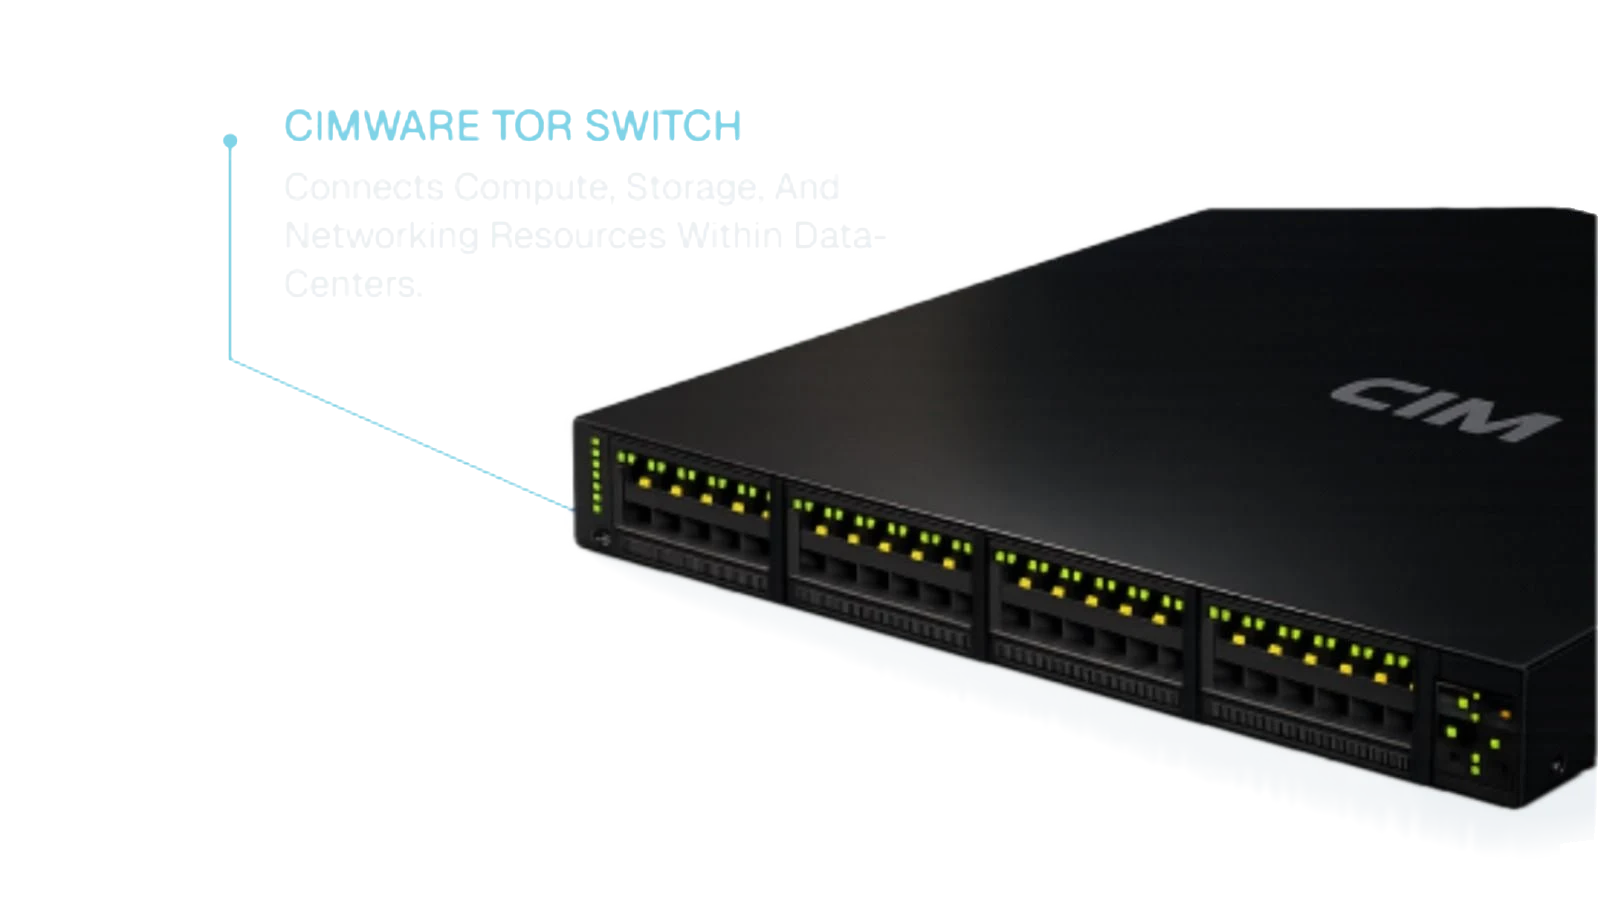 CIMWARE TOR SWITCH
Connects Compute, Storage, And
Networking Resources Within Data-
Centers.
CIM